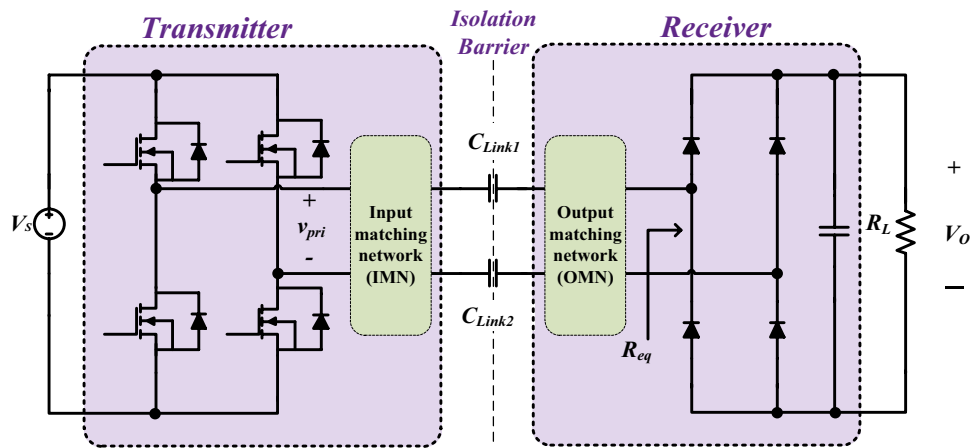 Transmitter
Isolation
Barrier
Receiver
C_Link1
V_S
+
v_pri
-
Input
matching
network
(IMN)
Output
matching
network
(OMN)
R_L
+
V_O
−
C_Link2
R_eq